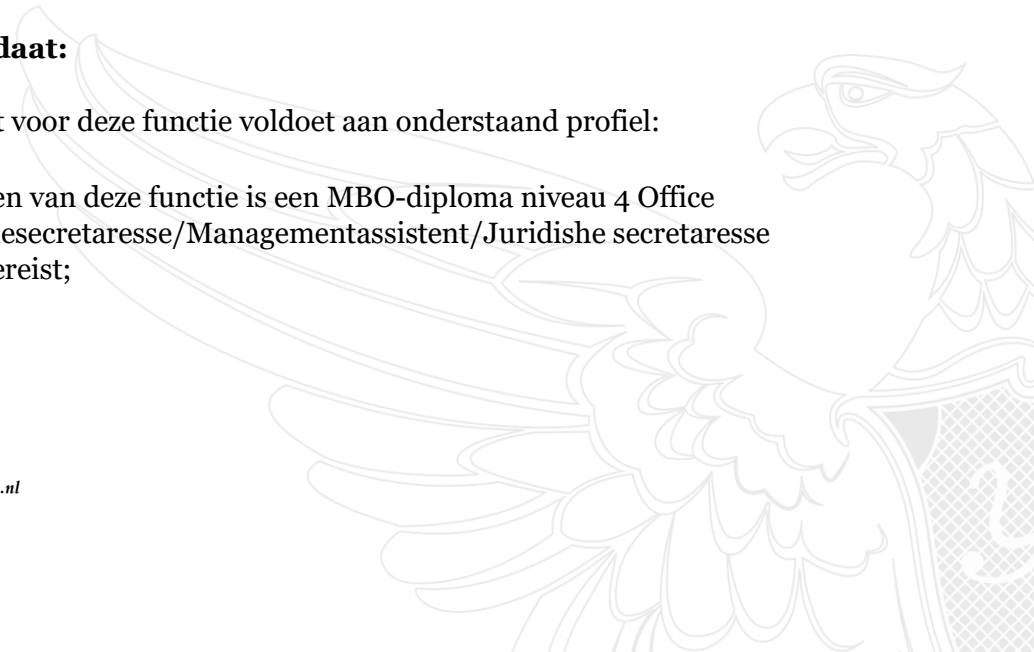 daat:
t voor deze functie voldoet aan onderstaand profiel:
en van deze functie is een MBO-diploma niveau 4 Office
iesecretaresse/Managementassistent/Juridishe secretaresse
ereist;
.nl